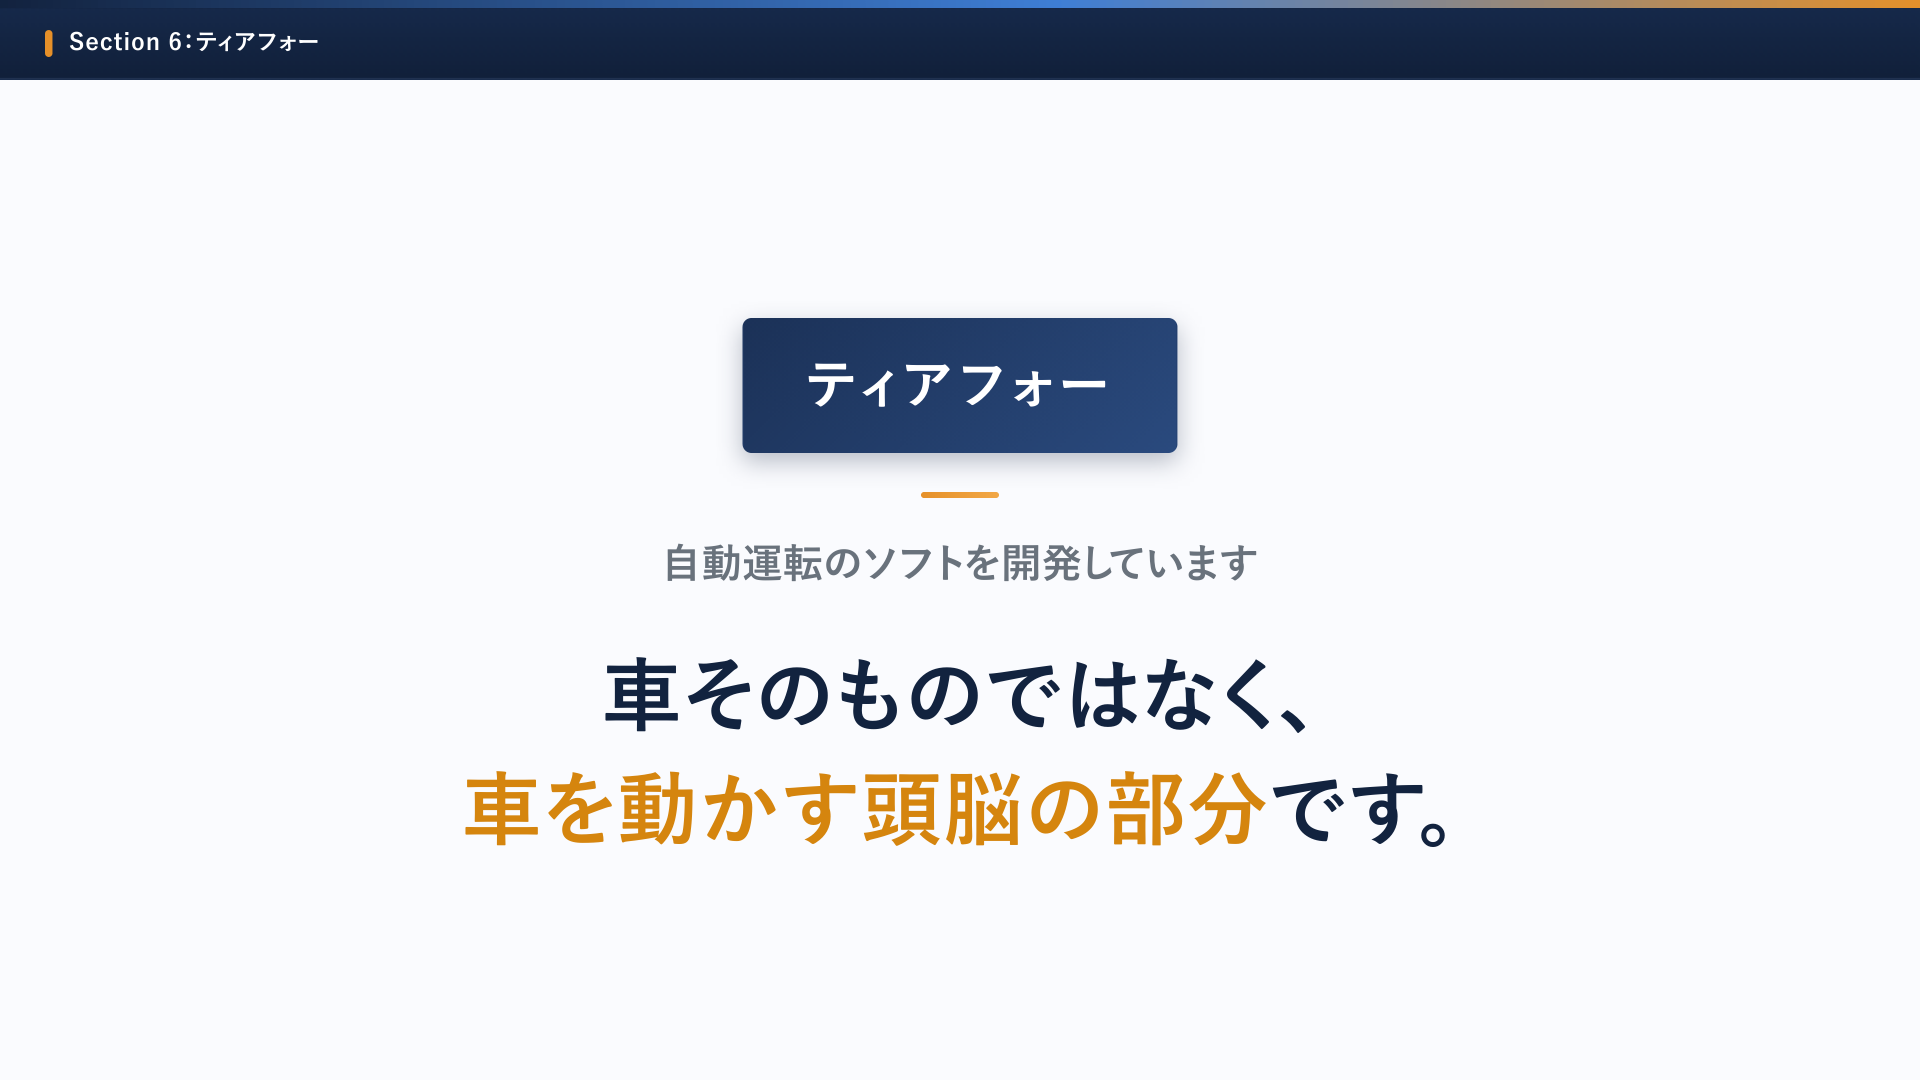 Section 6：ティアフォー
ティアフォー
自動運転のソフトを開発しています
車そのものではなく、
車を動かす頭脳の部分です。